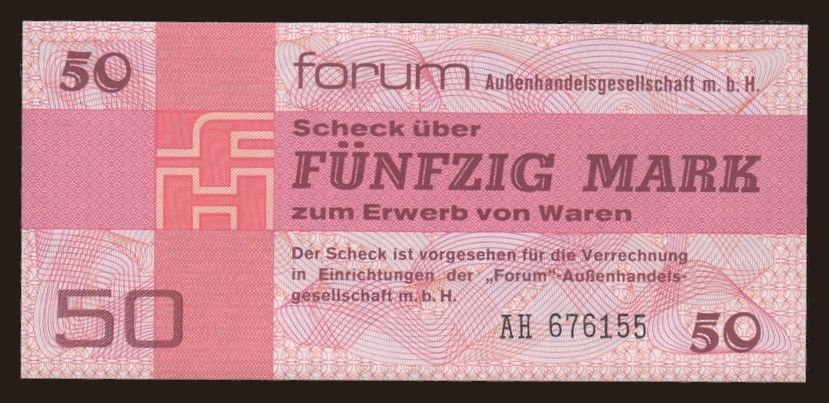 50
forum Außenhandelsgesellschaft m. b. H.
Scheck über
FÜNFZIG MARK
zum Erwerb von Waren
Der Scheck ist vorgesehen für die Verrechnung
in Einrichtungen der „Forum"-Außenhandels-
gesellschaft m. b. H.
50
AH 676155
50